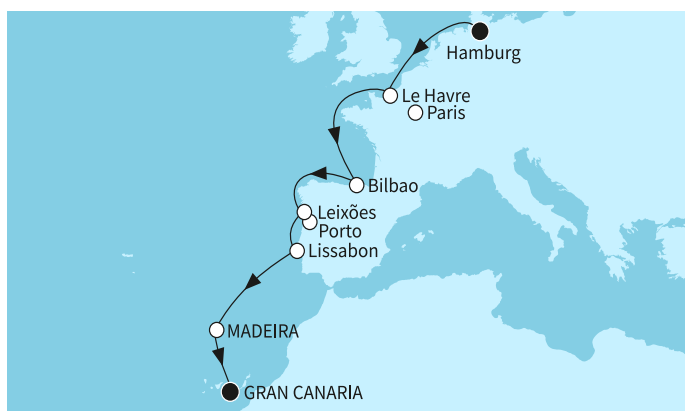 Hamburg
Le Havre
Paris
Bilbao
Leixões
Porto
Lissabon
MADEIRA
GRAN CANARIA